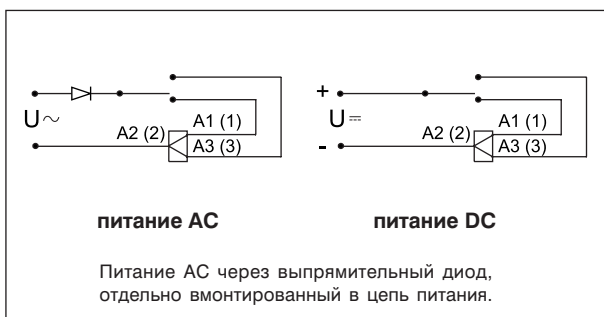 U~
A2 (2)
A1 (1)
A3 (3)
питание AC
+
U⎓
-
A2 (2)
A1 (1)
A3 (3)
питание DC
Питание AC через выпрямительный диод,
отдельно вмонтированный в цепь питания.